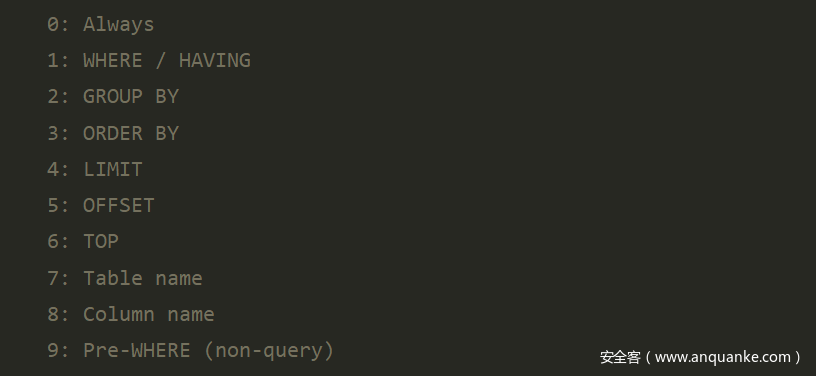 0: Always
1: WHERE / HAVING
2: GROUP BY
3: ORDER BY
4: LIMIT
5: OFFSET
6: TOP
7: Table name
8: Column name
9: Pre-WHERE (non-query)
安全客（www.anquanke.com）